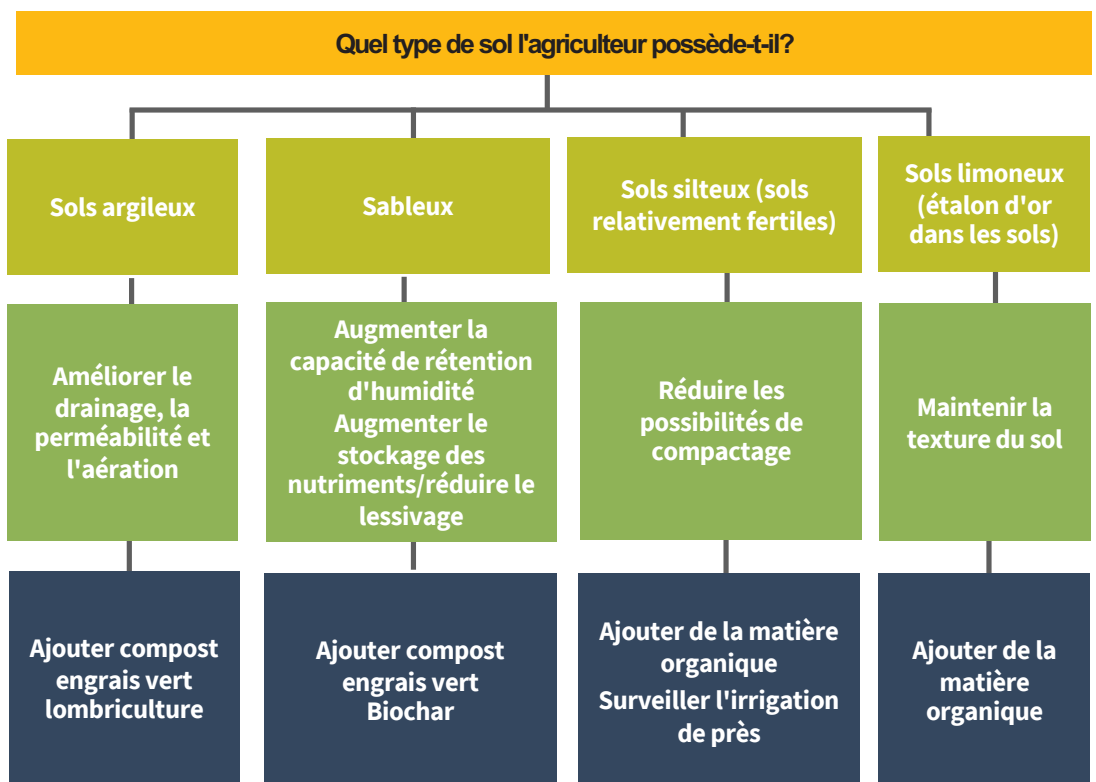 Quel type de sol l'agriculteur possède-t-il?
Sols argileux
Sableux
Sols silteux (sols
relativement fertiles)
Sols limoneux
(étalon d'or
dans les sols)
Améliorer le
drainage, la
perméabilité et
l'aération
Augmenter la
capacité de rétention
d'humidité
Augmenter le
stockage des
nutriments/réduire le
lessivage
Réduire les
possibilités de
compactage
Maintenir la
texture du sol
Ajouter compost
engrais vert
lombriculture
Ajouter compost
engrais vert
Biochar
Ajouter de la matière
organique
Surveiller l'irrigation
de près
Ajouter de la
matière
organique